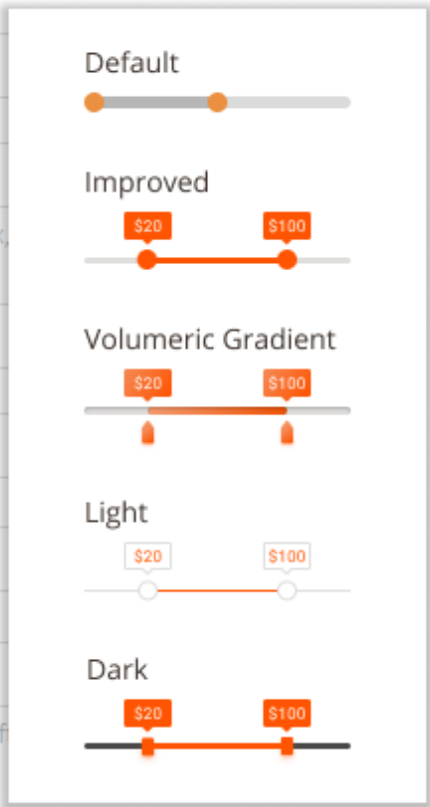 Default
Improved
$20 $100
Volumeric Gradient
$20 $100
Light
$20 $100
Dark
$20 $100